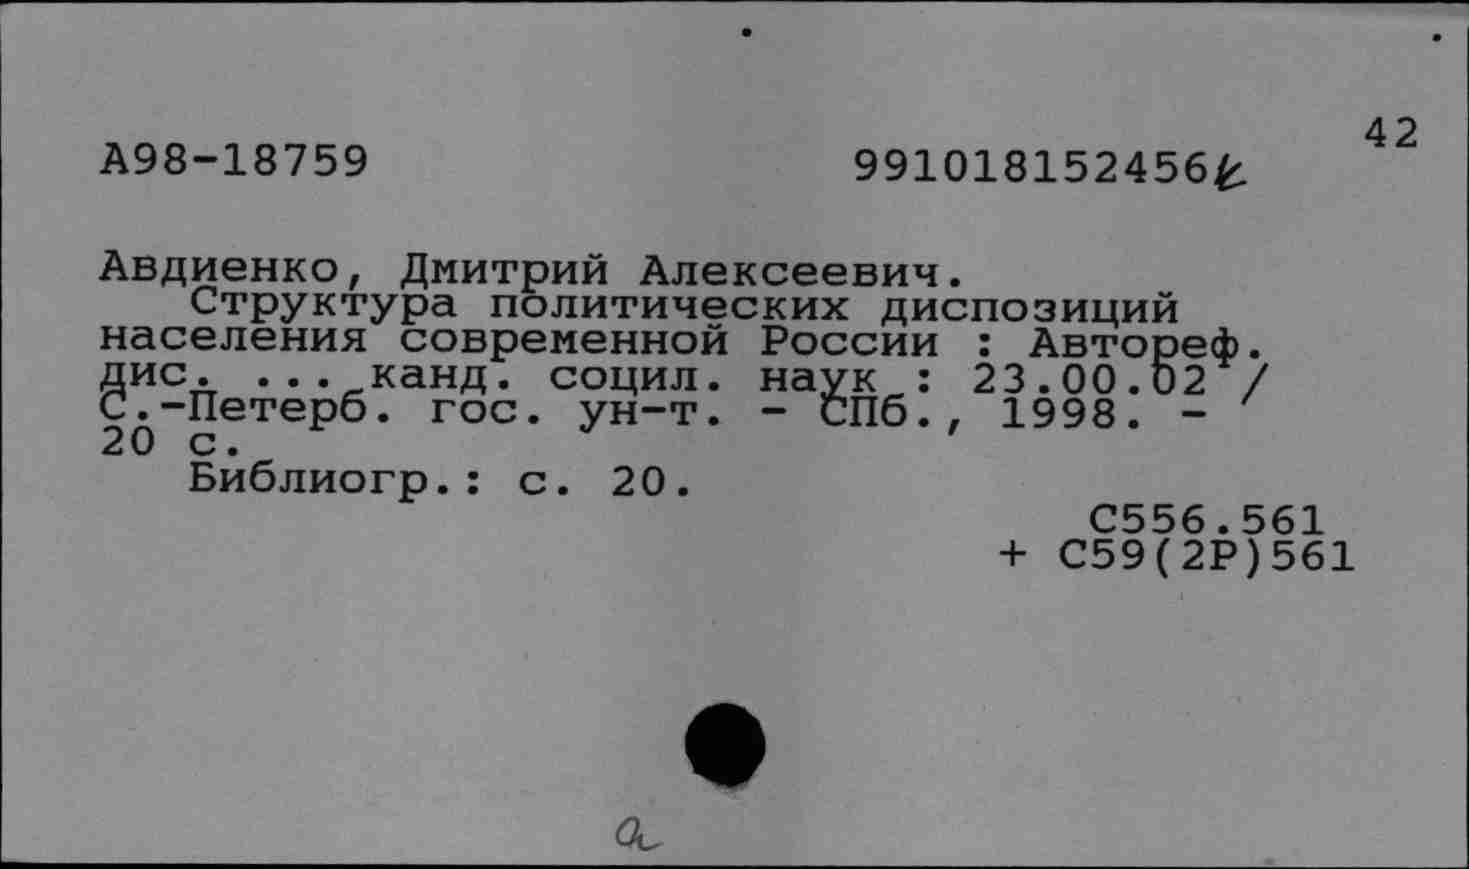 42
А98-18759 991018152456
Авдиенко, Дмитрий Алексеевич.
Структура политических диспозиций
населения современной России : Автореф.
дис. ... канд. социл. наук : 23.00.02 /
С.-Петерб. гос. ун-т. - СПб., 1998. -
20 с.
Библиогр.: с. 20.
С556.561
+ С59(2Р)561